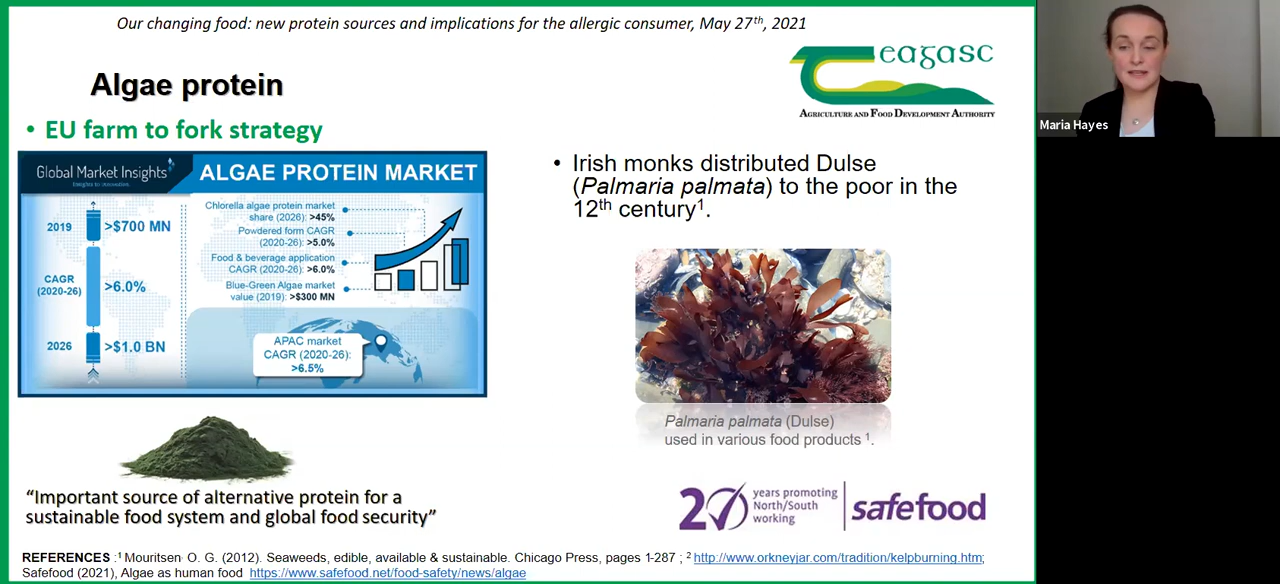 Our changing food: new protein sources and implications for the allergic consumer, May 27th, 2021
eagasc
AGRICULTURE AND FOOD DEVELOPMENT AUTHORITY
Algae protein
• EU farm to fork strategy
Global Market Insights
Insights to Innovation
ALGAE PROTEIN MARKET
2019
>$700 MN
CAGR
(2020-26)
>6.0%
2026
>$1.0 BN
Chlorella algae protein market
share (2026): >45%
Powdered form CAGR
(2020-26): >5.0%
Food & beverage application
CAGR (2020-26): >6.0%
Blue-Green Algae market
value (2019): >$300 MN
APAC market
CAGR (2020-26):
>6.5%
"Important source of alternative protein for a
sustainable food system and global food security"
• Irish monks distributed Dulse
(Palmaria palmata) to the poor in the
12th century1.
Palmaria palmata (Dulse)
used in various food products 1.
20 years promoting
North/South
working
safefood
REFERENCES :1 Mouritsen O. G. (2012). Seaweeds, edible, available & sustainable. Chicago Press, pages 1-287 ; 2 http://www.orkneyjar.com/tradition/kelpburning.htm;
Safefood (2021), Algae as human food https://www.safefood.net/food-safety/news/algae
Maria Hayes